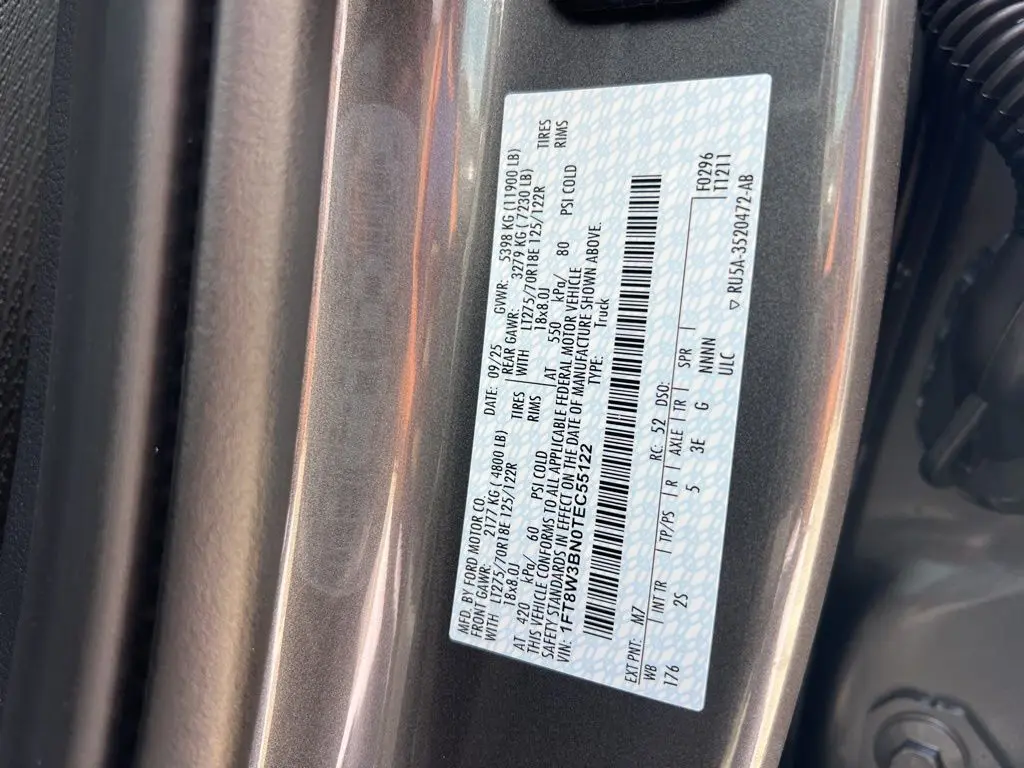 MFD. BY FORD MOTOR CO. DATE: 09/25 GVWR: 5398 KG (11900 LB)
FRONT GAWR: 2177 KG ( 4800 LB) REAR GAWR: 3279 KG ( 7230 LB)
WITH LT275/70R18E 125/122R TIRES WITH LT275/70R18E 125/122R TIRES
18x8.0J RIMS 18x8.0J RIMS
AT 420 kPa/ 60 PSI COLD AT 550 kPa/ 80 PSI COLD
THIS VEHICLE CONFORMS TO ALL APPLICABLE FEDERAL MOTOR VEHICLE
SAFETY STANDARDS IN EFFECT ON THE DATE OF MANUFACTURE SHOWN ABOVE.
VIN: 1FT8W3BN0TEC55122 TYPE: Truck
F0296
T1211
EXT PNT: M7 RC: 52 DSO:
WB INT TR TP/PS R AXLE TR SPR
176 2S 5 3E G NNNN
ULC
▽ RU5A-3520472-AB